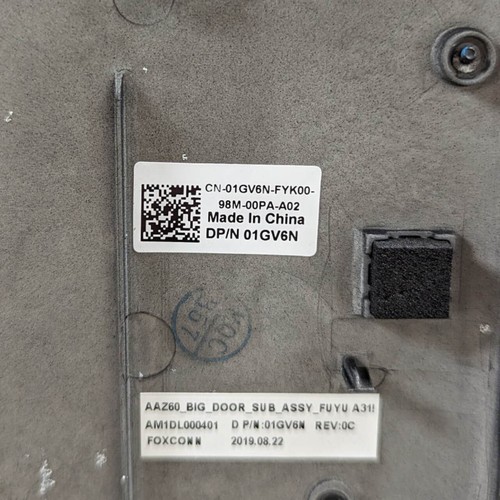 CN-01GV6N-FYK00-
98M-00PA-A02
Made In China
DP/N 01GV6N
AAZ60_BIG_DOOR_SUB_ASSY_FUYU
AM1DL000401 D P/N:01GV6N REV:0C
FOXCONN 2019.08.22